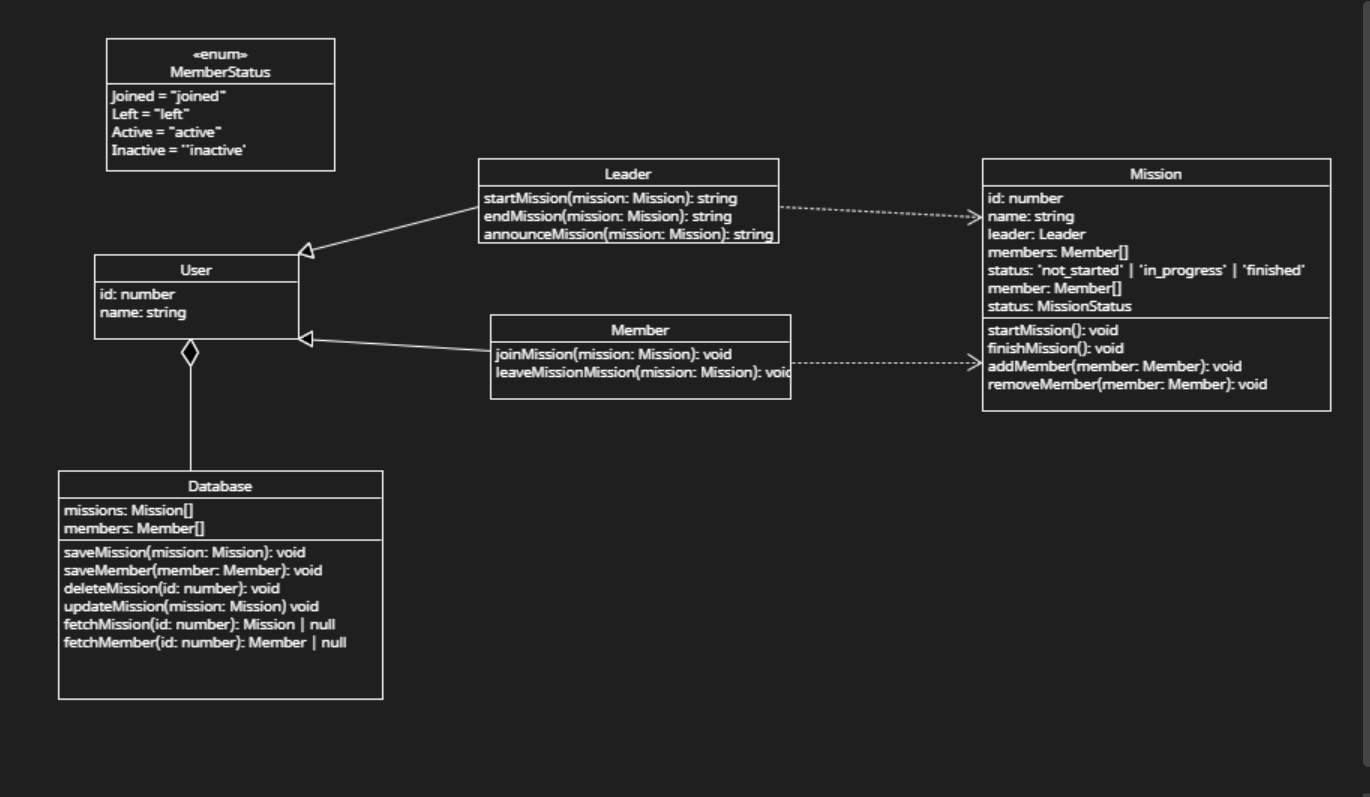 «enum»
MemberStatus
Joined = "joined"
Left = "left"
Active = "active"
Inactive = "inactive'
Leader
startMission(mission: Mission): string
endMission(mission: Mission): string
announceMission(mission: Mission): string
Mission
id: number
name: string
leader: Leader
members: Member[]
status: 'not_started' | 'in_progress' | 'finished'
member: Member[]
status: MissionStatus
startMission(): void
finishMission(): void
addMember(member: Member): void
removeMember(member: Member): void
User
id: number
name: string
Member
joinMission(mission: Mission): void
leaveMissionMission(mission: Mission): void
Database
missions: Mission[]
members: Member[]
saveMission(mission: Mission): void
saveMember(member: Member): void
deleteMission(id: number): void
updateMission(mission: Mission) void
fetchMission(id: number): Mission | null
fetchMember(id: number): Member | null